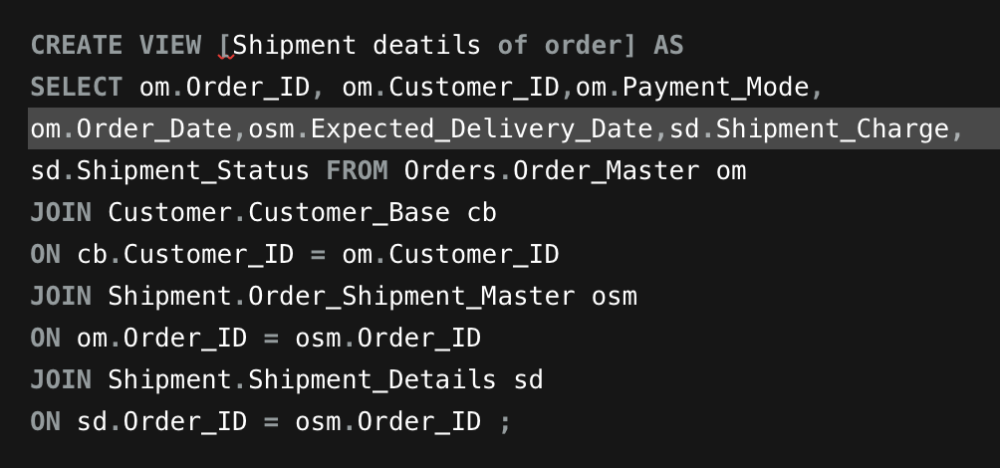 CREATE VIEW [Shipment deatils of order] AS
SELECT om.Order_ID, om.Customer_ID,om.Payment_Mode,
om.Order_Date,osm.Expected_Delivery_Date,sd.Shipment_Charge,
sd.Shipment_Status FROM Orders.Order_Master om
JOIN Customer.Customer_Base cb
ON cb.Customer_ID = om.Customer_ID
JOIN Shipment.Order_Shipment_Master osm
ON om.Order_ID = osm.Order_ID
JOIN Shipment.Shipment_Details sd
ON sd.Order_ID = osm.Order_ID ;